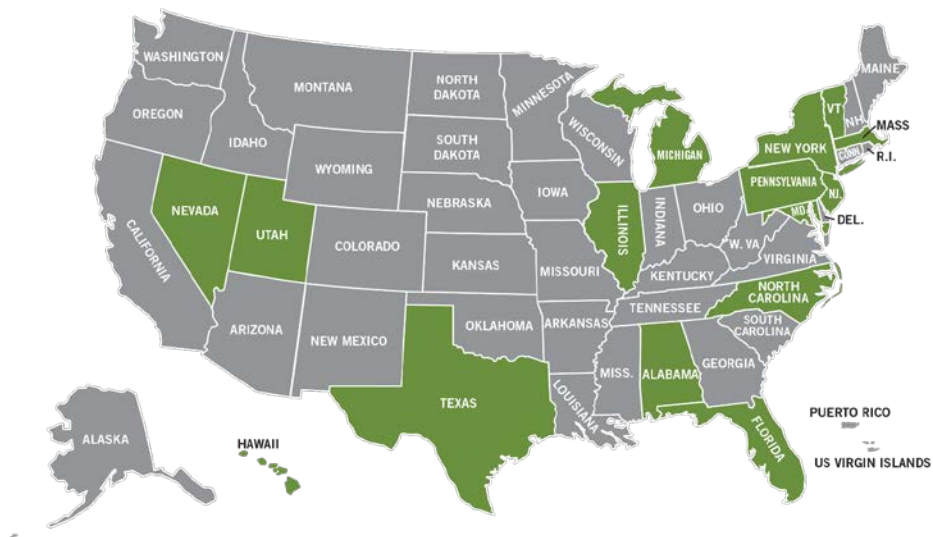 WASHINGTON
OREGON
CALIFORNIA
NEVADA
IDAHO
UTAH
ARIZONA
MONTANA
WYOMING
COLORADO
NEW MEXICO
NORTH
DAKOTA
SOUTH
DAKOTA
NEBRASKA
KANSAS
OKLAHOMA
TEXAS
MINNESOTA
IOWA
MISSOURI
ARKANSAS
LOUISIANA
WISCONSIN
ILLINOIS
MICHIGAN
INDIANA
OHIO
KENTUCKY
TENNESSEE
MISS.
ALABAMA
GEORGIA
FLORIDA
SOUTH
CAROLINA
NORTH
CAROLINA
VIRGINIA
W. VA
PENNSYLVANIA
NEW YORK
VT
NH
MAINE
MASS
R.I.
CONN.
NJ.
MD.
DEL.
ALASKA
HAWAII
PUERTO RICO
US VIRGIN ISLANDS